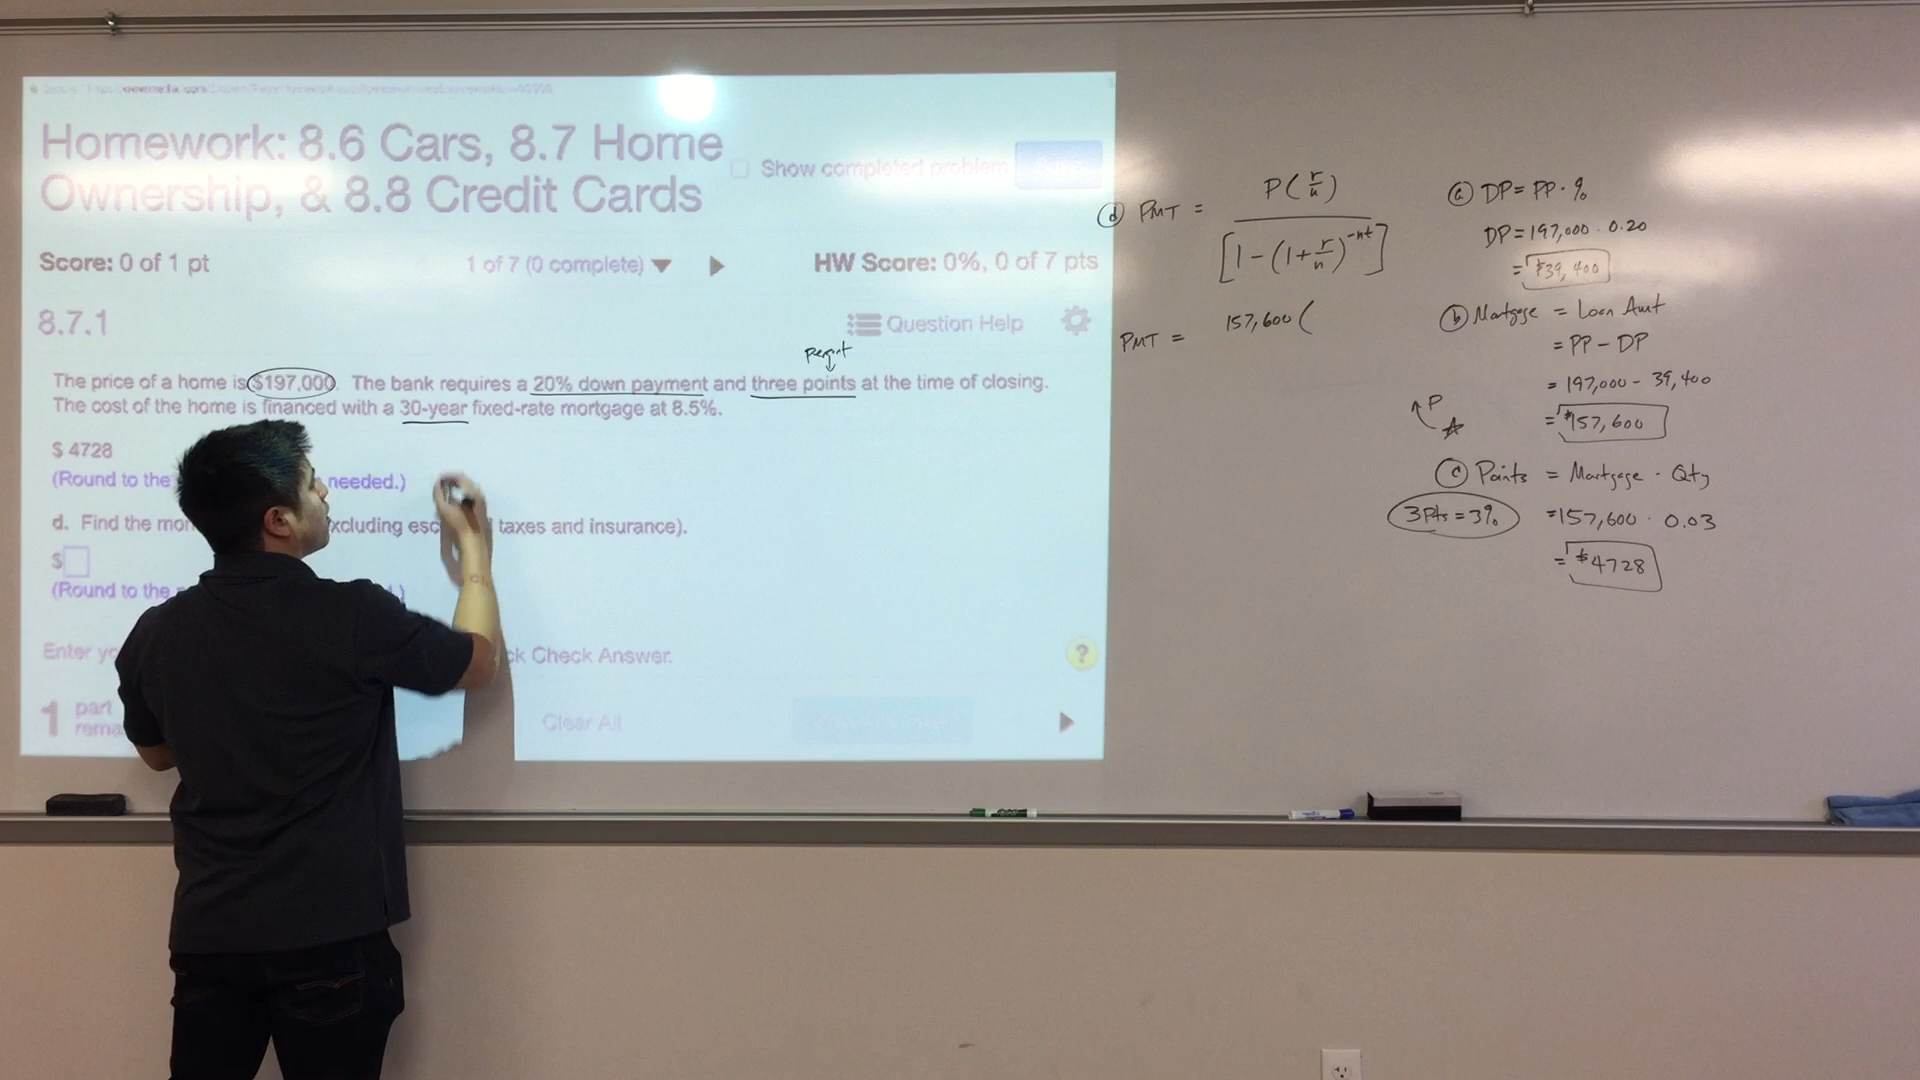 Homework: 8.6 Cars, 8.7 Home
Ownership, & 8.8 Credit Cards
Show completed problem
Score: 0 of 1 pt
1 of 7 (0 complete)
HW Score: 0%, 0 of 7 pts
8.7.1
Question Help
percent
The price of a home is $197,000. The bank requires a 20% down payment and three points at the time of closing.
The cost of the home is financed with a 30-year fixed-rate mortgage at 8.5%.
$ 4728
(Round to the needed.)
d. Find the taxes and insurance).
$
(Round to the
Enter Check Answer.
?
1 part
Clear All
(d) PMT = P(r/n) / [1-(1+r/n)^-nt]
PMT = 157,600(
(a) DP = PP · %
DP = 197,000 · 0.20
= $39,400
(b) Mortgage = Loan Amt
= PP - DP
= 197,000 - 39,400
P
= $157,600
(c) Points = Mortgage · Qty
3Pts = 3%
= 157,600 · 0.03
= $4728